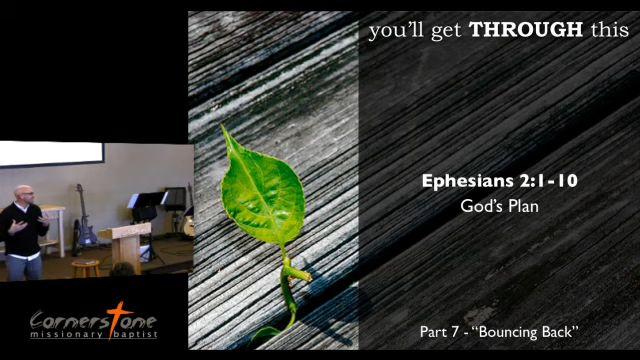 you'll get THROUGH this
Ephesians 2:1-10
God's Plan
Part 7 - "Bouncing Back"
Cornerstone
missionary baptist